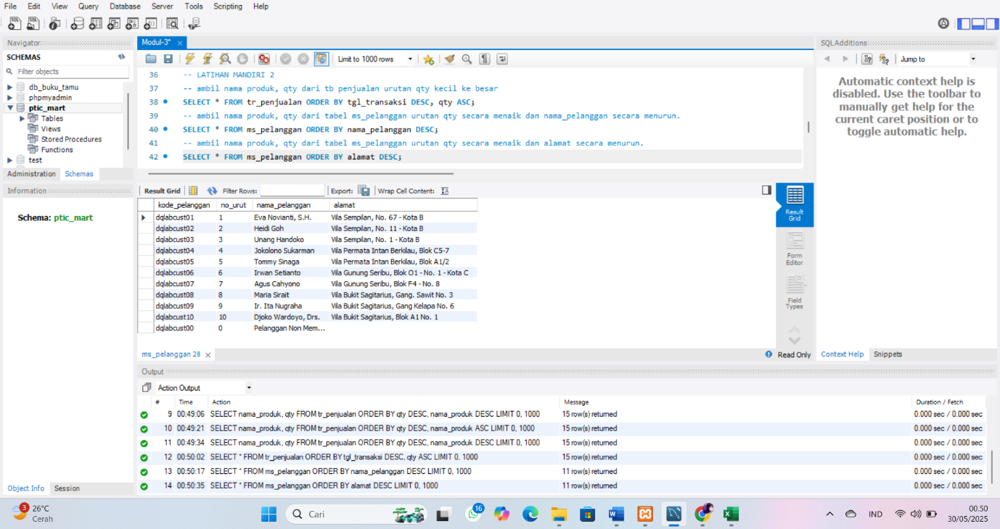 File Edit View Query Database Server Tools Scripting Help
Navigator
SCHEMAS
Filter objects
db_buku_tamu
phpmyadmin
ptic_mart
Tables
Views
Stored Procedures
Functions
test
Administration Schemas
Information
Schema: ptic_mart
Object Info Session
Modul-3*
Limit to 1000 rows
36 -- LATIHAN MANDIRI 2
37 -- ambil nama produk, qty dari tb penjualan urutan qty kecil ke besar
38 SELECT * FROM tr_penjualan ORDER BY tgl_transaksi DESC, qty ASC;
39 -- ambil nama produk, qty dari tabel ms_pelanggan urutan qty secara menaik dan nama_pelanggan secara menurun.
40 SELECT * FROM ms_pelanggan ORDER BY nama_pelanggan DESC;
41 -- ambil nama produk, qty dari tabel ms_pelanggan urutan qty secara menaik dan alamat secara menurun.
42 SELECT * FROM ms_pelanggan ORDER BY alamat DESC;
Result Grid Filter Rows: Export: Wrap Cell Content:
kode_pelanggan no_urut nama_pelanggan alamat
dqlabcust01 1 Eva Novianti, S.H. Vila Sempilan, No. 67 - Kota B
dqlabcust02 2 Heidi Goh Vila Sempilan, No. 11 - Kota B
dqlabcust03 3 Unang Handoko Vila Sempilan, No. 1 - Kota B
dqlabcust04 4 Jokolono Sukarman Vila Permata Intan Berkilau, Blok C5-7
dqlabcust05 5 Tommy Sinaga Vila Permata Intan Berkilau, Blok A1/2
dqlabcust06 6 Irwan Setianto Vila Gunung Seribu, Blok O1 - No. 1 - Kota C
dqlabcust07 7 Agus Cahyono Vila Gunung Seribu, Blok F4 - No. 8
dqlabcust08 8 Maria Sirait Vila Bukit Sagitarius, Gang. Sawit No. 3
dqlabcust09 9 Ir. Ita Nugraha Vila Bukit Sagitarius, Gang Kelapa No. 6
dqlabcust10 10 Djoko Wardoyo, Drs. Vila Bukit Sagitarius, Blok A1 No. 1
dqlabcust00 0 Pelanggan Non Mem...
Result
Grid
Form
Editor
Field
Types
ms_pelanggan 28 Read Only
SQLAdditions
Jump to
Automatic context help is
disabled. Use the toolbar to
manually get help for the
current caret position or to
toggle automatic help.
Context Help Snippets
Output
Action Output
# Time Action Message Duration / Fetch
9 00:49:06 SELECT nama_produk, qty FROM tr_penjualan ORDER BY qty DESC, nama_produk DESC LIMIT 0, 1000 15 row(s) returned 0.000 sec / 0.000 sec
10 00:49:21 SELECT nama_produk, qty FROM tr_penjualan ORDER BY qty DESC, nama_produk ASC LIMIT 0, 1000 15 row(s) returned 0.000 sec / 0.000 sec
11 00:49:34 SELECT nama_produk, qty FROM tr_penjualan ORDER BY qty DESC, nama_produk DESC LIMIT 0, 1000 15 row(s) returned 0.000 sec / 0.000 sec
12 00:50:02 SELECT * FROM tr_penjualan ORDER BY tgl_transaksi DESC, qty ASC LIMIT 0, 1000 15 row(s) returned 0.000 sec / 0.000 sec
13 00:50:17 SELECT * FROM ms_pelanggan ORDER BY nama_pelanggan DESC LIMIT 0, 1000 11 row(s) returned 0.000 sec / 0.000 sec
14 00:50:35 SELECT * FROM ms_pelanggan ORDER BY alamat DESC LIMIT 0, 1000 11 row(s) returned 0.000 sec / 0.000 sec
3
26°C
Cerah
Cari
16
IND
00.50
30/05/2025